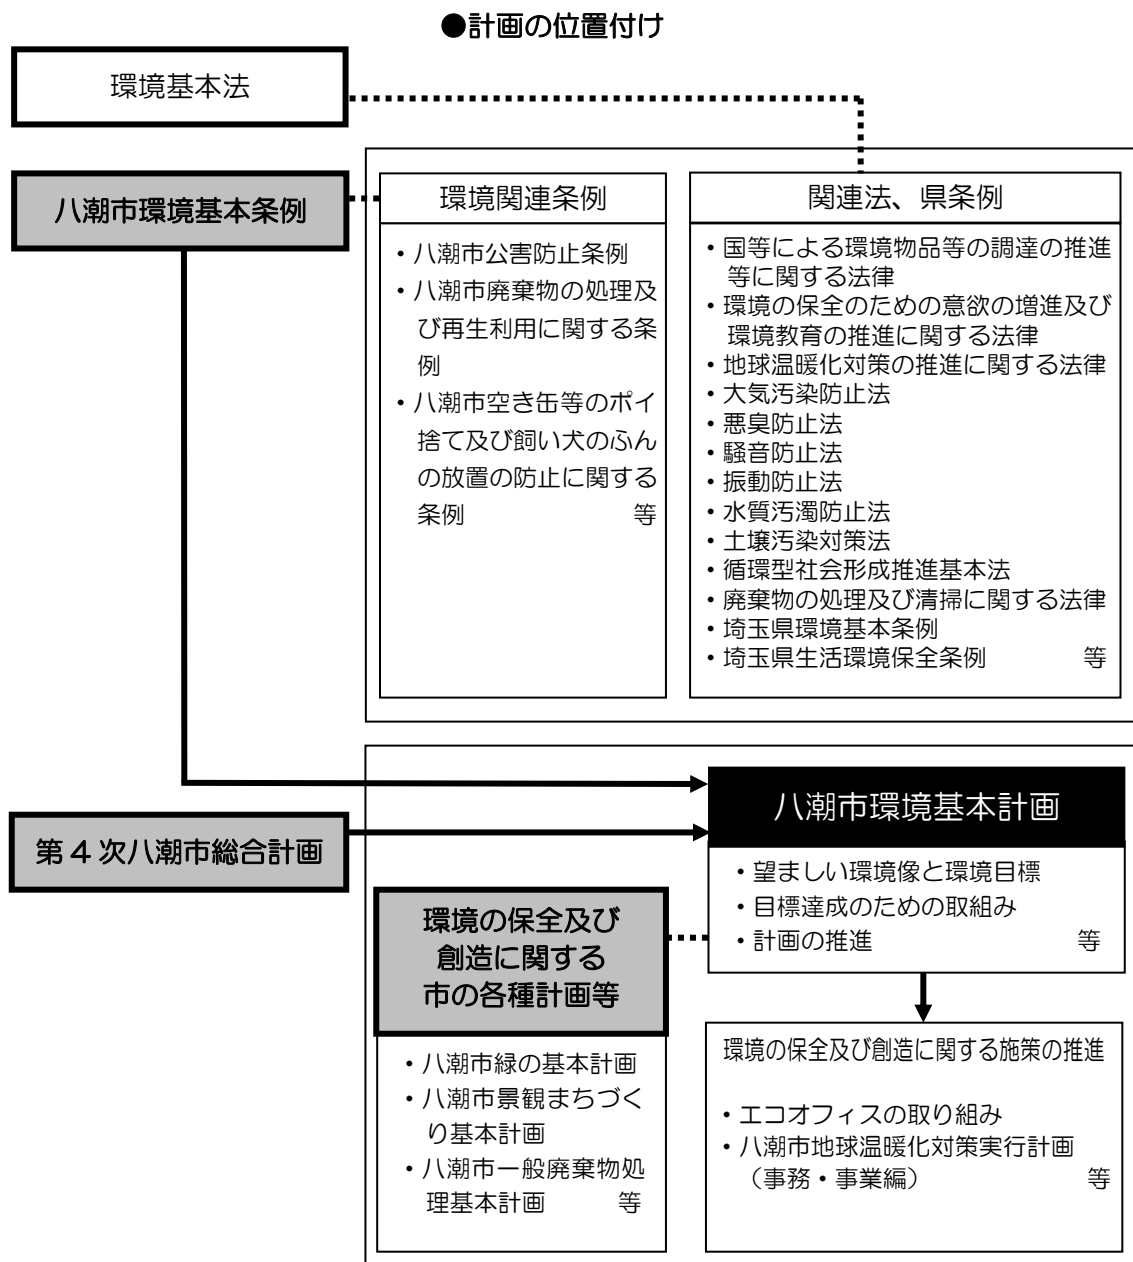 ●計画の位置付け
環境基本法
八潮市環境基本条例
環境関連条例
・八潮市公害防止条例
・八潮市廃棄物の処理及
び再生利用に関する条
例
・八潮市空き缶等のポイ
捨て及び飼い犬のふん
の放置の防止に関する
条例 等
関連法、県条例
・国等による環境物品等の調達の推進
等に関する法律
・環境の保全のための意欲の増進及び
環境教育の推進に関する法律
・地球温暖化対策の推進に関する法律
・大気汚染防止法
・悪臭防止法
・騒音防止法
・振動防止法
・水質汚濁防止法
・土壌汚染対策法
・循環型社会形成推進基本法
・廃棄物の処理及び清掃に関する法律
・埼玉県環境基本条例
・埼玉県生活環境保全条例 等
第4次八潮市総合計画
八潮市環境基本計画
・望ましい環境像と環境目標
・目標達成のための取組み
・計画の推進 等
環境の保全及び
創造に関する
市の各種計画等
・八潮市緑の基本計画
・八潮市景観まちづく
り基本計画
・八潮市一般廃棄物処
理基本計画 等
環境の保全及び創造に関する施策の推進
・エコオフィスの取り組み
・八潮市地球温暖化対策実行計画
（事務・事業編） 等